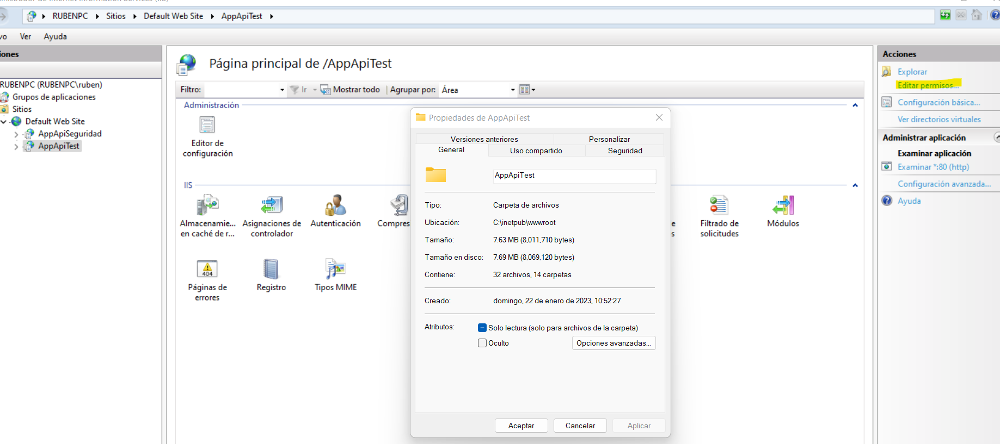 RUBENPC Sitios Default Web Site AppApiTest
Ver Ayuda
RUBENPC (RUBENPC\ruben)
Grupos de aplicaciones
Sitios
Default Web Site
AppApiSeguridad
AppApiTest
Página principal de /AppApiTest
Filtro: Ir Mostrar todo Agrupar por: Área
Administración
Editor de
configuración
IIS
Almacenamie...
en caché de r...
Asignaciones de
controlador
Autenticación
Compres
Filtrado de
solicitudes
Módulos
Páginas de
errores
404
Registro
Tipos MIME
Propiedades de AppApiTest
Versiones anteriores Personalizar
General Uso compartido Seguridad
AppApiTest
Tipo: Carpeta de archivos
Ubicación: C:\inetpub\wwwroot
Tamaño: 7.63 MB (8,011,710 bytes)
Tamaño en disco: 7.69 MB (8,069,120 bytes)
Contiene: 32 archivos, 14 carpetas
Creado: domingo, 22 de enero de 2023, 10:52:27
Atributos: Solo lectura (solo para archivos de la carpeta)
Oculto Opciones avanzadas...
Aceptar Cancelar Aplicar
Acciones
Explorar
Editar permisos...
Configuración básica...
Ver directorios virtuales
Administrar aplicación
Examinar aplicación
Examinar *:80 (http)
Configuración avanzada...
Ayuda